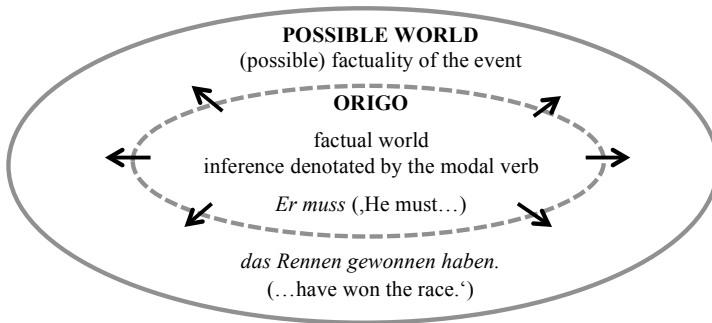 POSSIBLE WORLD
(possible) factuality of the event
ORIGO
factual world
inference denotated by the modal verb
Er muss (‚He must…)
das Rennen gewonnen haben.
(…have won the race.‘)